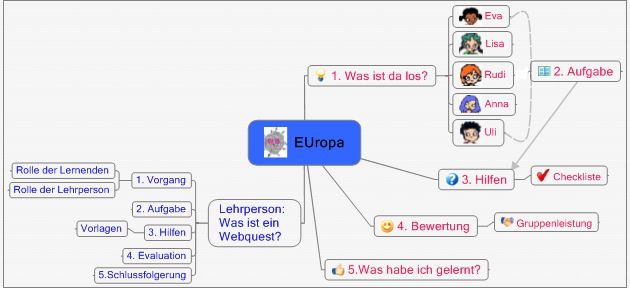 EUropa
1. Was ist da los?
Eva
Lisa
Rudi
Anna
Uli
2. Aufgabe
3. Hilfen
Checkliste
4. Bewertung
Gruppenleistung
5.Was habe ich gelernt?
Lehrperson:
Was ist ein
Webquest?
1. Vorgang
Rolle der Lernenden
Rolle der Lehrperson
2. Aufgabe
3. Hilfen
Vorlagen
4. Evaluation
5.Schlussfolgerung